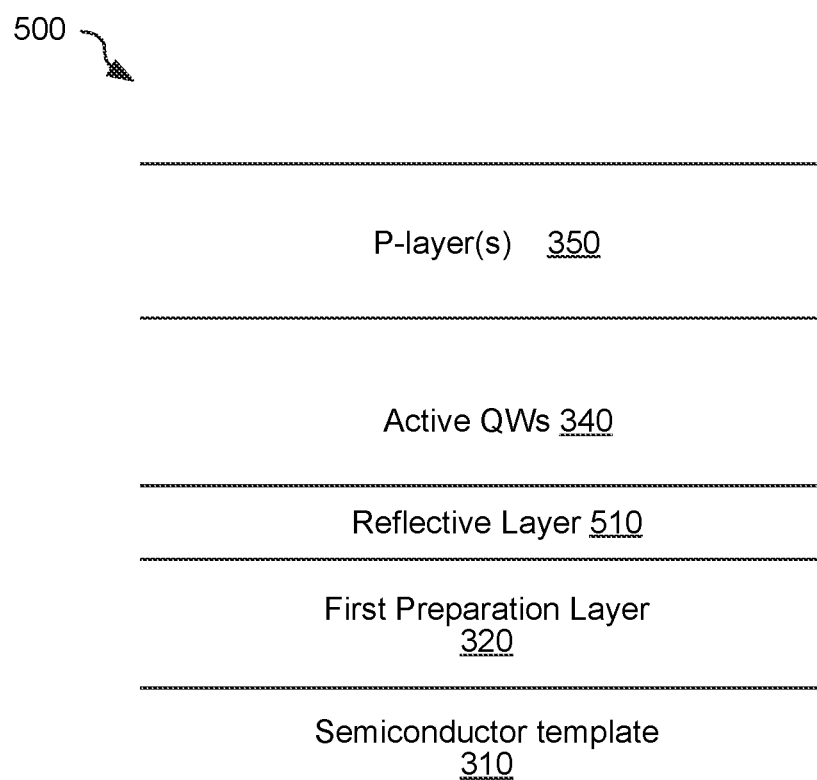 500
P-layer(s) 350
Active QWs 340
Reflective Layer 510
First Preparation Layer
320
Semiconductor template
310